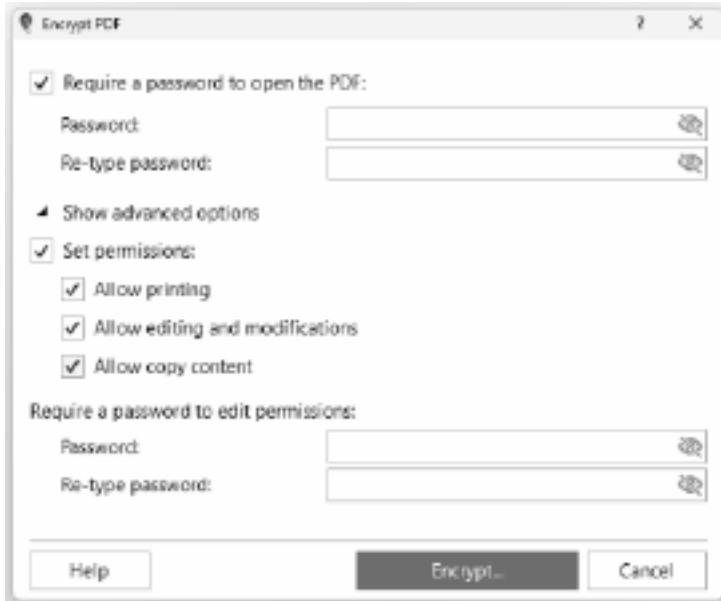 Encrypt PDF ?
Require a password to open the PDF:
Password:
Re-type password:
Show advanced options
Set permissions:
Allow printing
Allow editing and modifications
Allow copy content
Require a password to edit permissions:
Password:
Re-type password:
Help Encrypt... Cancel